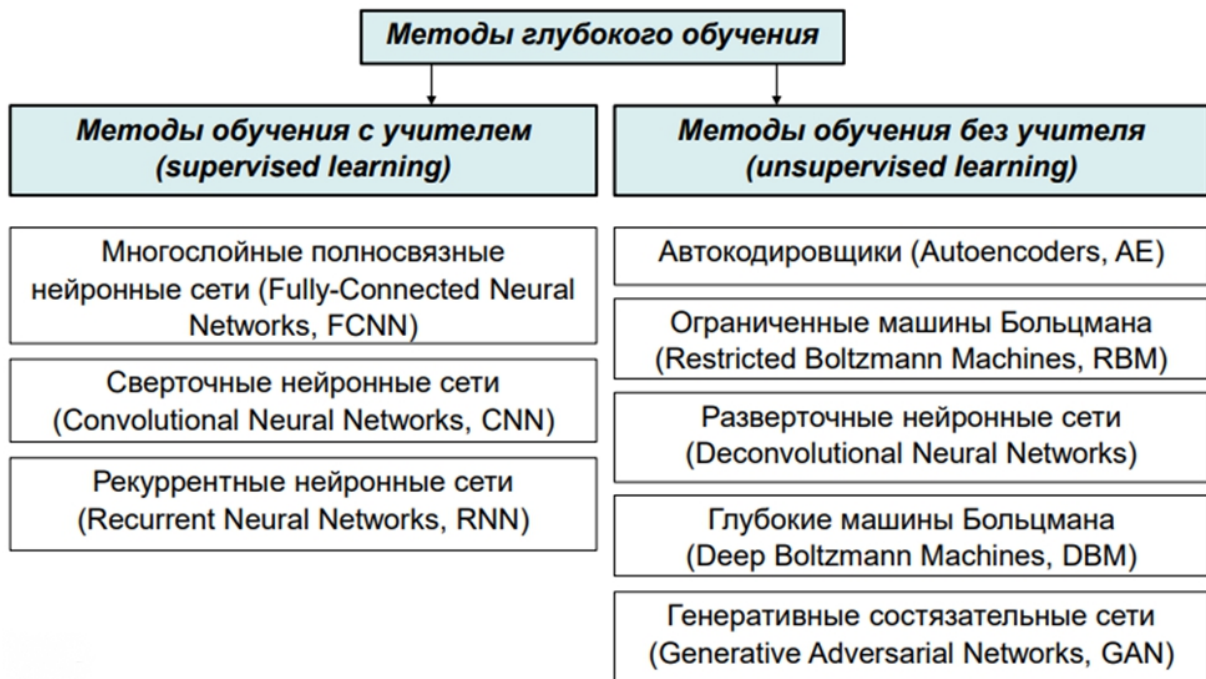 Методы глубокого обучения
Методы обучения с учителем
(supervised learning)
Многослойные полносвязные
нейронные сети (Fully-Connected Neural
Networks, FCNN)
Сверточные нейронные сети
(Convolutional Neural Networks, CNN)
Рекуррентные нейронные сети
(Recurrent Neural Networks, RNN)
Методы обучения без учителя
(unsupervised learning)
Автокодировщики (Autoencoders, AE)
Ограниченные машины Больцмана
(Restricted Boltzmann Machines, RBM)
Разверточные нейронные сети
(Deconvolutional Neural Networks)
Глубокие машины Больцмана
(Deep Boltzmann Machines, DBM)
Генеративные состязательные сети
(Generative Adversarial Networks, GAN)